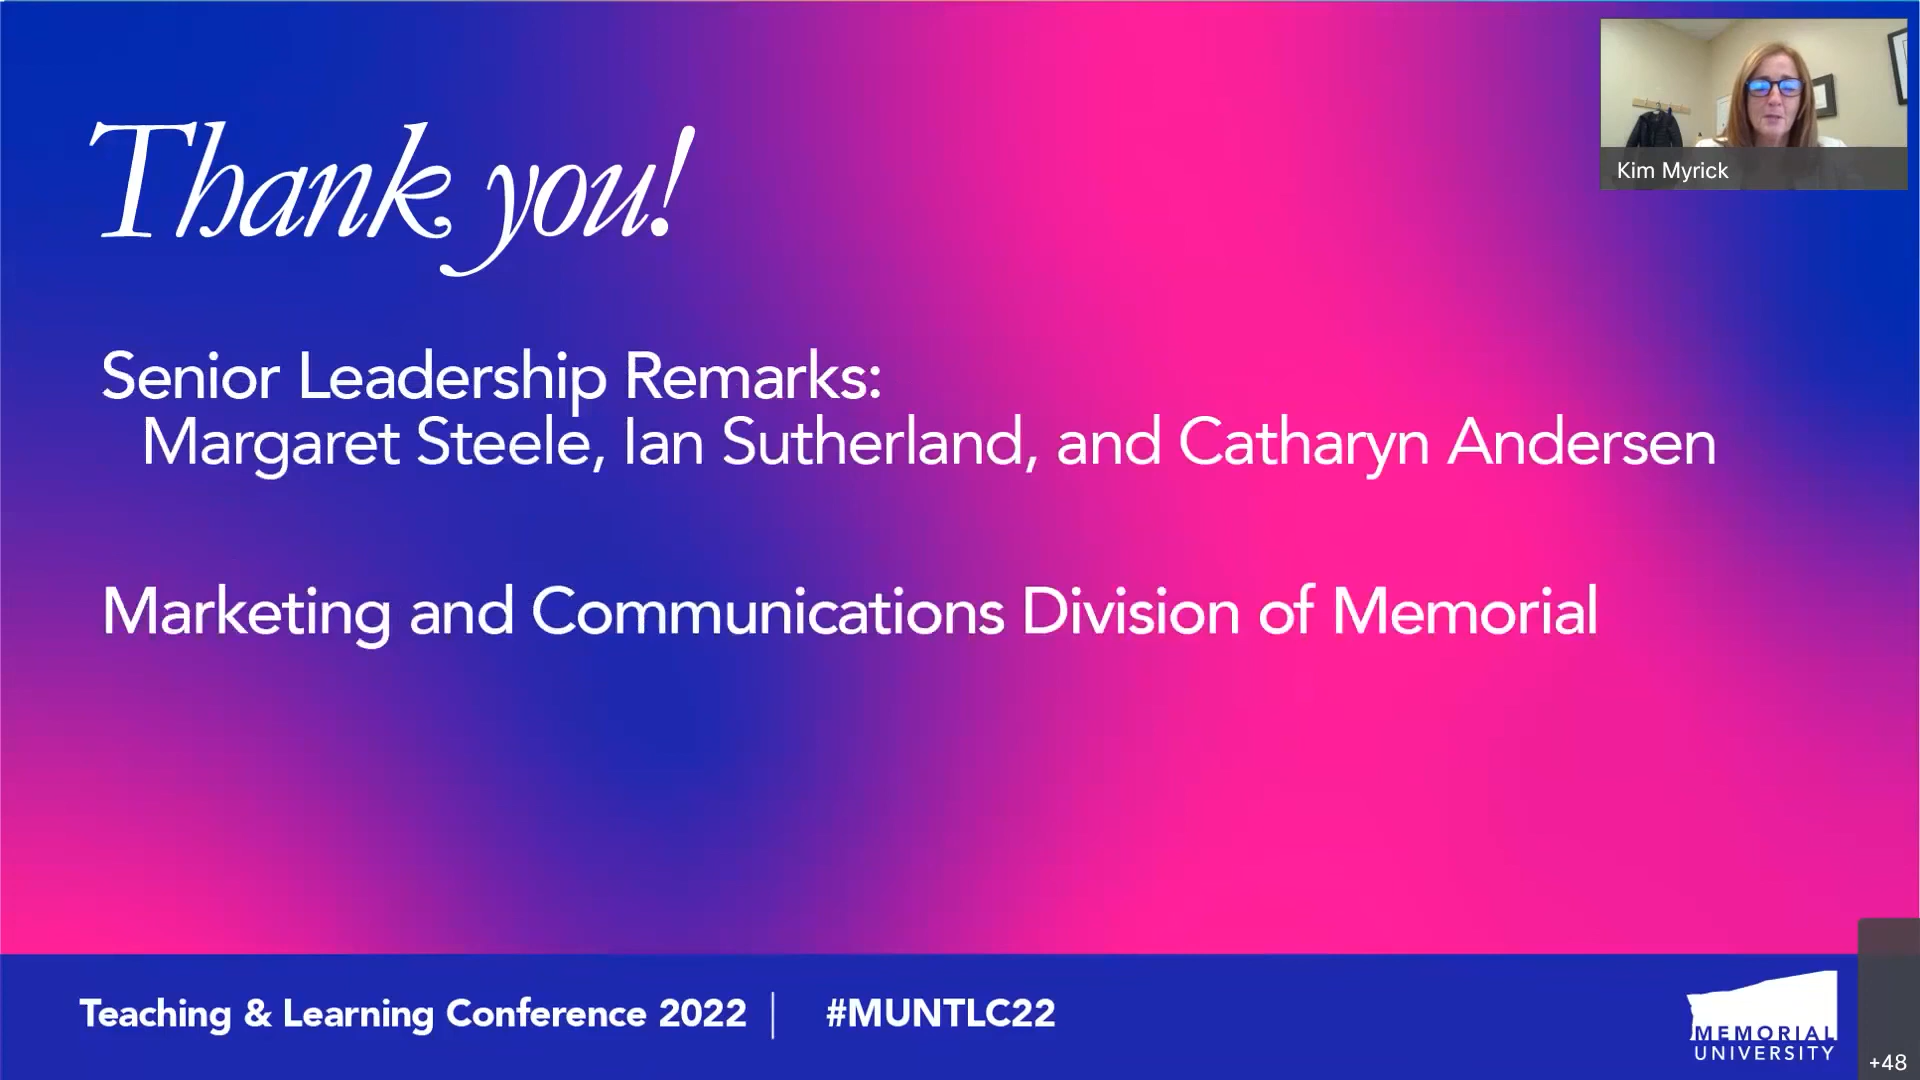 Thank you!
Kim Myrick
Senior Leadership Remarks:
Margaret Steele, Ian Sutherland, and Catharyn Andersen
Marketing and Communications Division of Memorial
Teaching & Learning Conference 2022 | #MUNTLC22
MEMORIAL
UNIVERSITY
+48